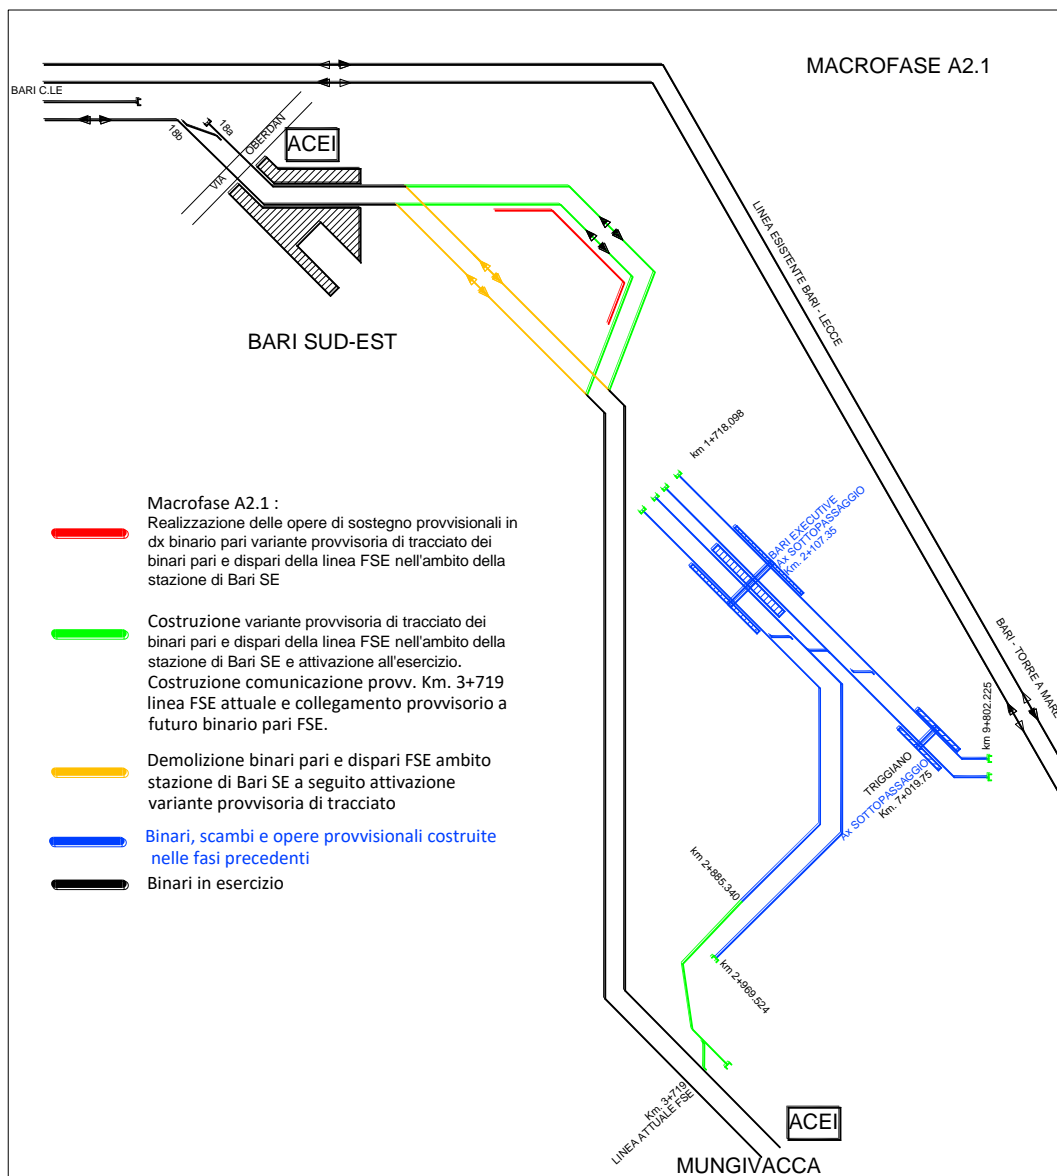 MACROFASE A2.1
BARI C.LE
18b
18a
VIA OBERDAN
ACEI
BARI SUD-EST
LINEA ESISTENTE BARI - LECCE
BARI - TORRE A MARE
km 1+718,098
BARI EXECUTIVE
Ax SOTTOPASSAGGIO
Km. 2+107.35
km 9+802.225
TRIGGIANO
Ax SOTTOPASSAGGIO
Km. 7+019.75
km 2+885.340
km 2+969.524
Km. 3+719
LINEA ATTUALE FSE
ACEI
MUNGIVACCA
Macrofase A2.1 :
Realizzazione delle opere di sostegno provvisionali in
dx binario pari variante provvisoria di tracciato dei
binari pari e dispari della linea FSE nell'ambito della
stazione di Bari SE
Costruzione variante provvisoria di tracciato dei
binari pari e dispari della linea FSE nell'ambito della
stazione di Bari SE e attivazione all'esercizio.
Costruzione comunicazione provv. Km. 3+719
linea FSE attuale e collegamento provvisorio a
futuro binario pari FSE.
Demolizione binari pari e dispari FSE ambito
stazione di Bari SE a seguito attivazione
variante provvisoria di tracciato
Binari, scambi e opere provvisionali costruite
nelle fasi precedenti
Binari in esercizio